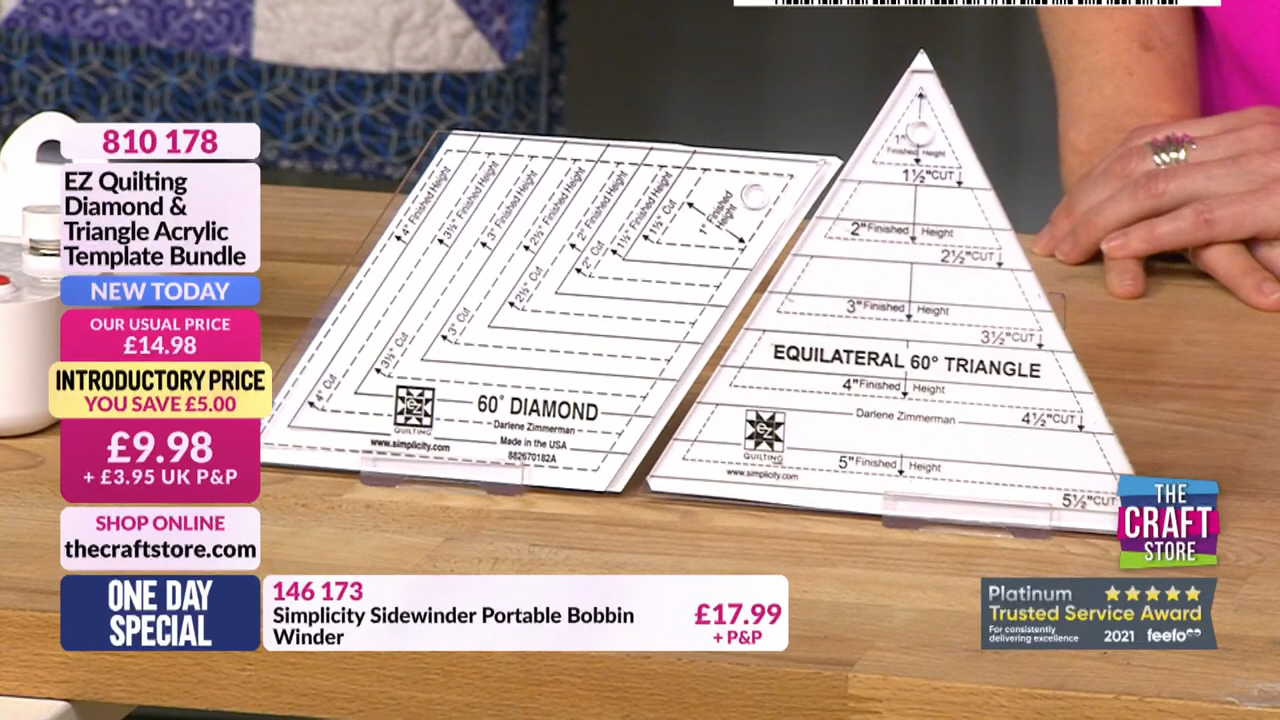 810 178
EZ Quilting
Diamond &
Triangle Acrylic
Template Bundle
NEW TODAY
OUR USUAL PRICE
£14.98
INTRODUCTORY PRICE
YOU SAVE £5.00
£9.98
+ £3.95 UK P&P
SHOP ONLINE
thecraftstore.com
ONE DAY
SPECIAL
146 173
Simplicity Sidewinder Portable Bobbin
Winder
£17.99
+ P&P
4" Finished Height
3½" Finished Height
3" Finished Height
2½" Finished Height
2" Finished Height
1½" Finished Height
1½" Cut
1" Finished
Height
2" Cut
2½" Cut
3" Cut
3½" Cut
4" Cut
EZ
QUILTING
www.simplicity.com
60° DIAMOND
Darlene Zimmerman
Made in the USA
882670182A
1"
Finished Height
1½"CUT
2" Finished Height
2½"CUT
3" Finished Height
3½"CUT
EQUILATERAL 60° TRIANGLE
4" Finished Height
Darlene Zimmerman
4½"CUT
EZ
QUILTING
www.simplicity.com
5" Finished Height
5½"CUT
THE
CRAFT
STORE
Platinum
Trusted Service Award
For consistently
delivering excellence
2021 feefo